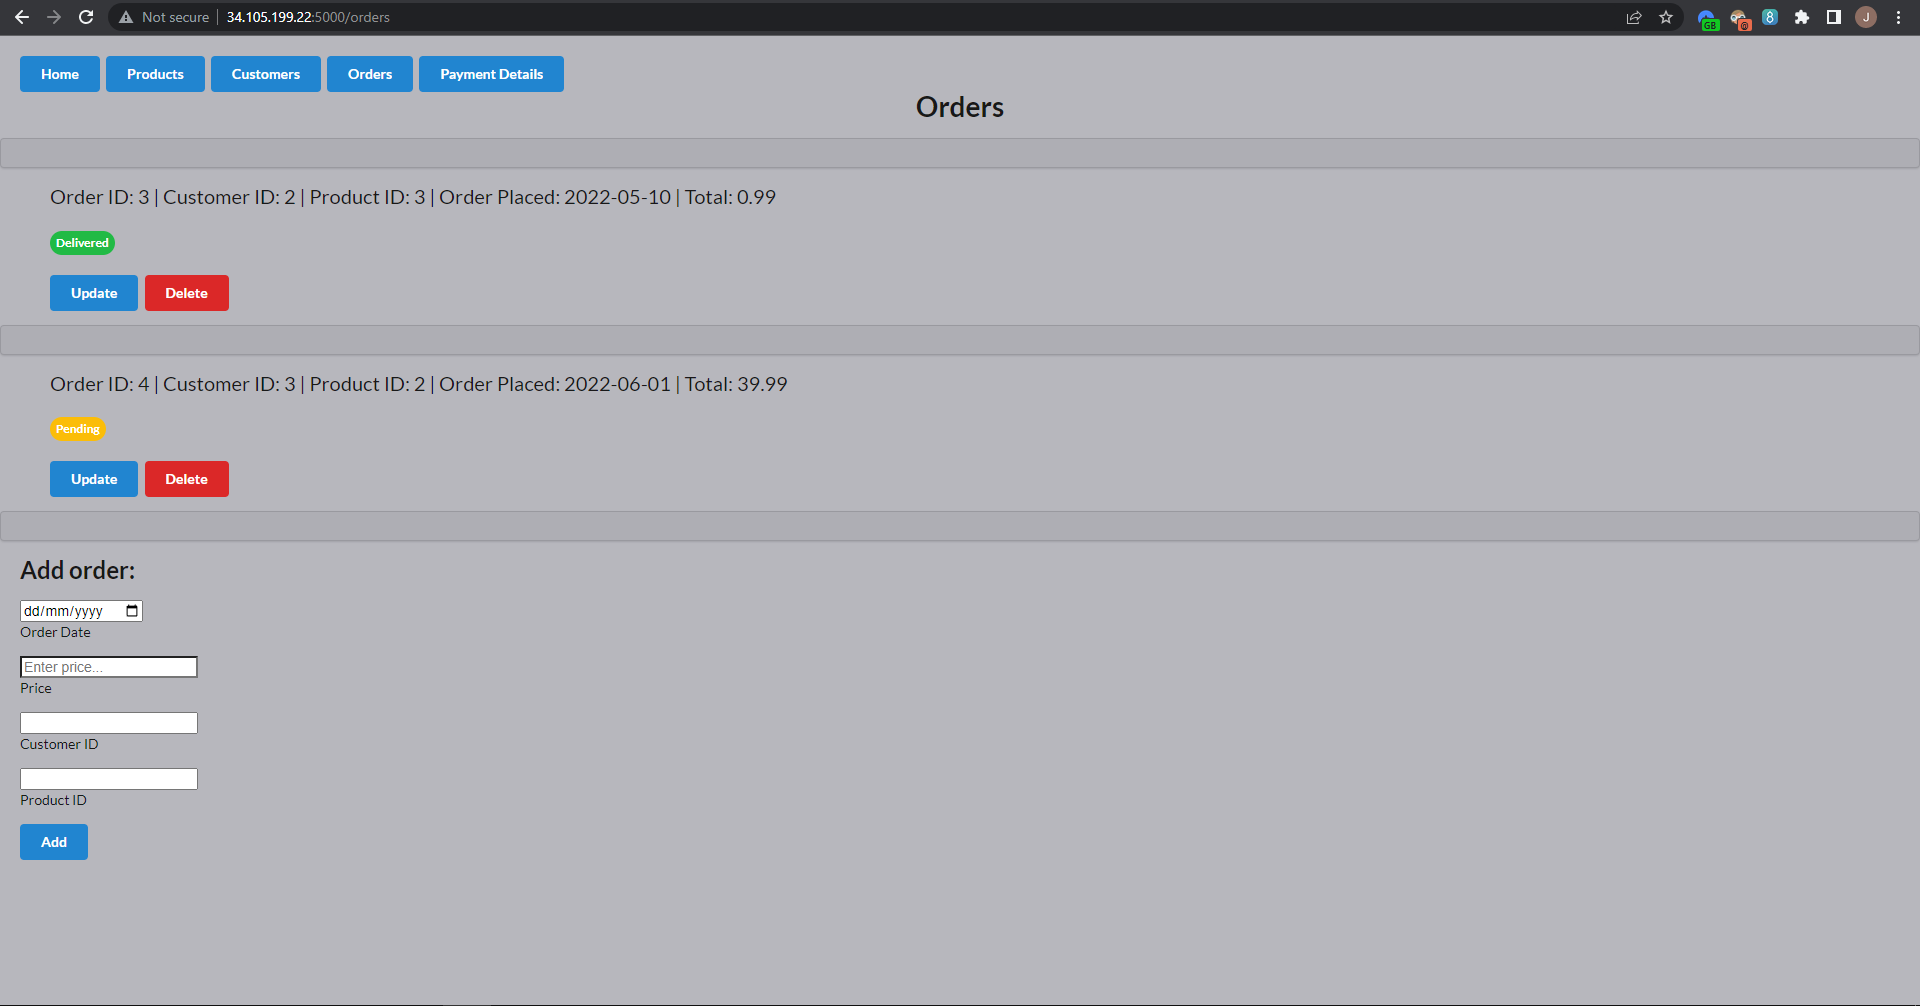 Not secure | 34.105.199.22:5000/orders
GB @ 8 J
Home Products Customers Orders Payment Details
Orders
Order ID: 3 | Customer ID: 2 | Product ID: 3 | Order Placed: 2022-05-10 | Total: 0.99
Delivered
Update Delete
Order ID: 4 | Customer ID: 3 | Product ID: 2 | Order Placed: 2022-06-01 | Total: 39.99
Pending
Update Delete
Add order:
dd/mm/yyyy
Order Date
Enter price...
Price
Customer ID
Product ID
Add